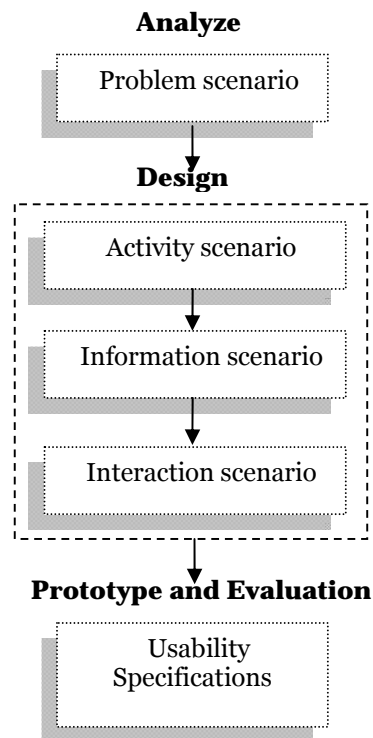 Analyze
Problem scenario
Design
Activity scenario
Information scenario
Interaction scenario
Prototype and Evaluation
Usability
Specifications